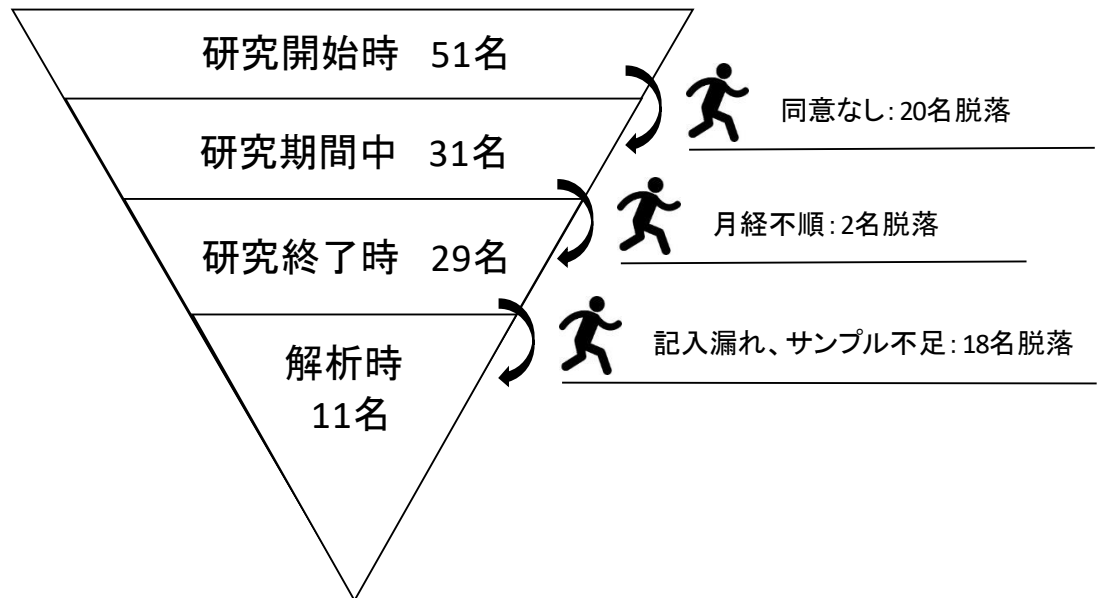 研究開始時 51名
同意なし：20名脱落
研究期間中 31名
月経不順：2名脱落
研究終了時 29名
記入漏れ、サンプル不足：18名脱落
解析時
11名